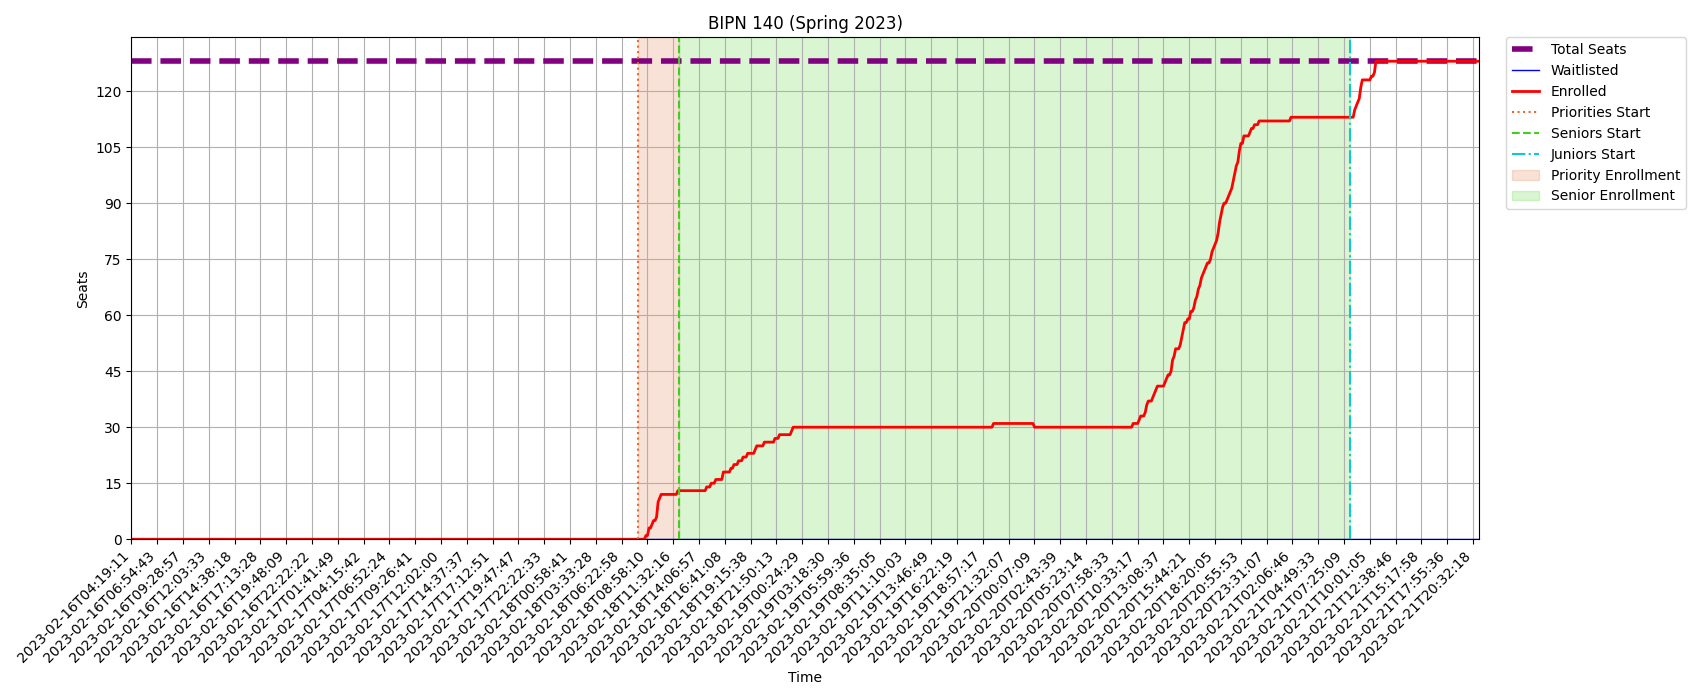 BIPN 140 (Spring 2023)
Total Seats
Waitlisted
Enrolled
Priorities Start
Seniors Start
Juniors Start
Priority Enrollment
Senior Enrollment
Seats
120
105
90
75
60
45
30
15
0
2023-02-16T04:19:11
2023-02-16T06:54:43
2023-02-16T09:28:57
2023-02-16T12:03:33
2023-02-16T14:38:18
2023-02-16T17:13:28
2023-02-16T19:48:09
2023-02-16T22:22:22
2023-02-17T01:41:49
2023-02-17T04:15:42
2023-02-17T06:52:24
2023-02-17T09:26:41
2023-02-17T12:02:00
2023-02-17T14:37:37
2023-02-17T17:12:51
2023-02-17T19:47:47
2023-02-17T22:22:33
2023-02-18T00:58:41
2023-02-18T03:33:28
2023-02-18T06:22:58
2023-02-18T08:58:10
2023-02-18T11:32:16
2023-02-18T14:06:57
2023-02-18T16:41:08
2023-02-18T19:15:38
2023-02-18T21:50:13
2023-02-19T00:24:29
2023-02-19T03:18:30
2023-02-19T05:59:36
2023-02-19T08:35:05
2023-02-19T11:10:03
2023-02-19T13:46:49
2023-02-19T16:22:19
2023-02-19T18:57:17
2023-02-19T21:32:07
2023-02-20T00:07:09
2023-02-20T02:43:39
2023-02-20T05:23:14
2023-02-20T07:58:33
2023-02-20T10:33:17
2023-02-20T13:08:37
2023-02-20T15:44:21
2023-02-20T18:20:05
2023-02-20T20:55:53
2023-02-20T23:31:07
2023-02-21T02:06:46
2023-02-21T04:49:33
2023-02-21T07:25:09
2023-02-21T10:01:05
2023-02-21T12:38:46
2023-02-21T15:17:58
2023-02-21T17:55:36
2023-02-21T20:32:18
Time